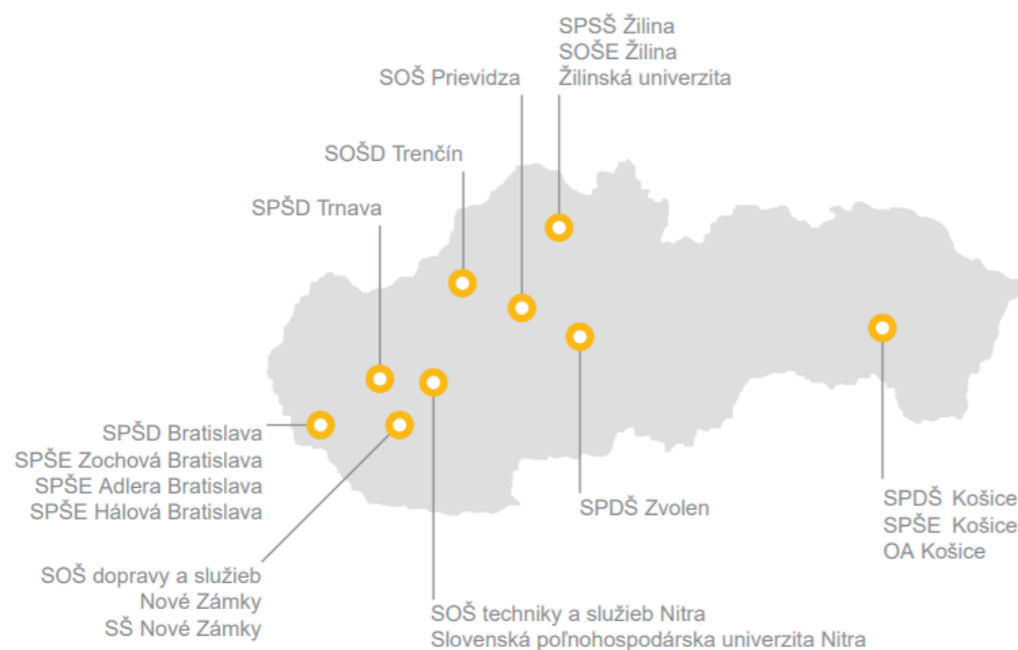 SPSŠ Žilina
SOŠE Žilina
Žilinská univerzita
SOŠ Prievidza
SOŠD Trenčín
SPŠD Trnava
SPŠD Bratislava
SPŠE Zochová Bratislava
SPŠE Adlera Bratislava
SPŠE Hálová Bratislava
SOŠ dopravy a služieb
Nové Zámky
SŠ Nové Zámky
SOŠ techniky a služieb Nitra
Slovenská poľnohospodárska univerzita Nitra
SPDŠ Zvolen
SPDŠ Košice
SPŠE Košice
OA Košice